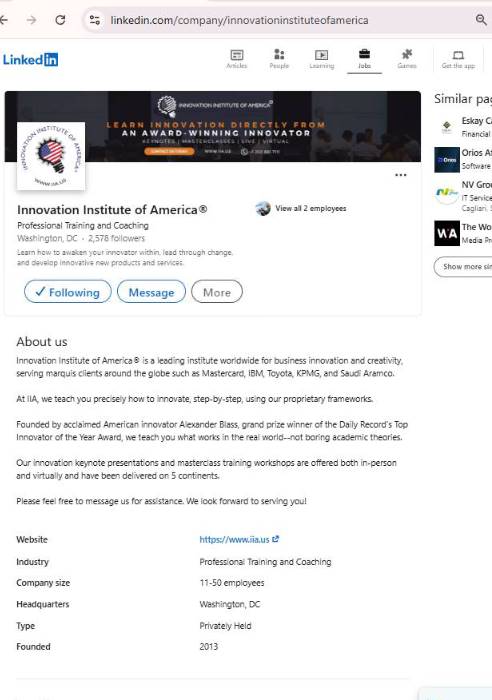 linkedin.com/company/innovationinstituteofamerica
Linked in
Articles People Learning Jobs Games Get the app
INNOVATION INSTITUTE OF AMERICA®
LEARN INNOVATION DIRECTLY FROM
AN AWARD-WINNING INNOVATOR
KEYNOTES | MASTERCLASSES | LIVE | VIRTUAL
WWW.IIA.US
INNOVATION INSTITUTE OF AMERICA
WWW.IIA.US
Innovation Institute of America®
View all 2 employees
Professional Training and Coaching
Washington, DC · 2,578 followers
Learn how to awaken your innovator within, lead through change,
and develop innovative new products and services.
Following Message More
About us
Innovation Institute of America® is a leading institute worldwide for business innovation and creativity,
serving marquis clients around the globe such as Mastercard, IBM, Toyota, KPMG, and Saudi Aramco.
At IIA, we teach you precisely how to innovate, step-by-step, using our proprietary frameworks.
Founded by acclaimed American innovator Alexander Blass, grand prize winner of the Daily Record's Top
Innovator of the Year Award, we teach you what works in the real world--not boring academic theories.
Our innovation keynote presentations and masterclass training workshops are offered both in-person
and virtually and have been delivered on 5 continents.
Please feel free to message us for assistance. We look forward to serving you!
Website https://www.iia.us
Industry Professional Training and Coaching
Company size 11-50 employees
Headquarters Washington, DC
Type Privately Held
Founded 2013
Similar pag
Eskay C
Financial
Orios Af
Software
NV Gro
IT Service
Cagliari, S
The Wo
Media Pr
Show more sim